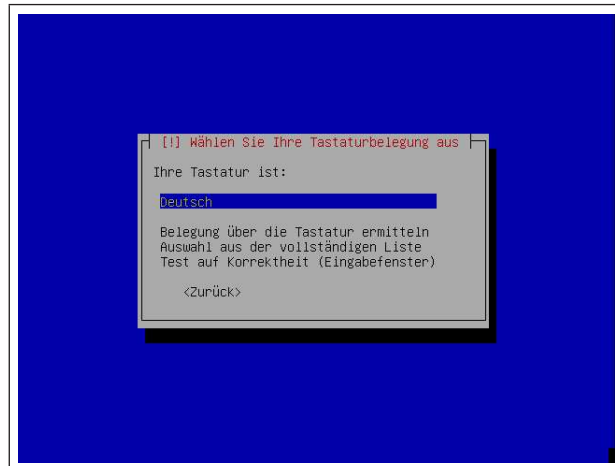 [!] Wählen Sie Ihre Tastaturbelegung aus
Ihre Tastatur ist:
Deutsch
Belegung über die Tastatur ermitteln
Auswahl aus der vollständigen Liste
Test auf Korrektheit (Eingabefenster)
<Zurück>